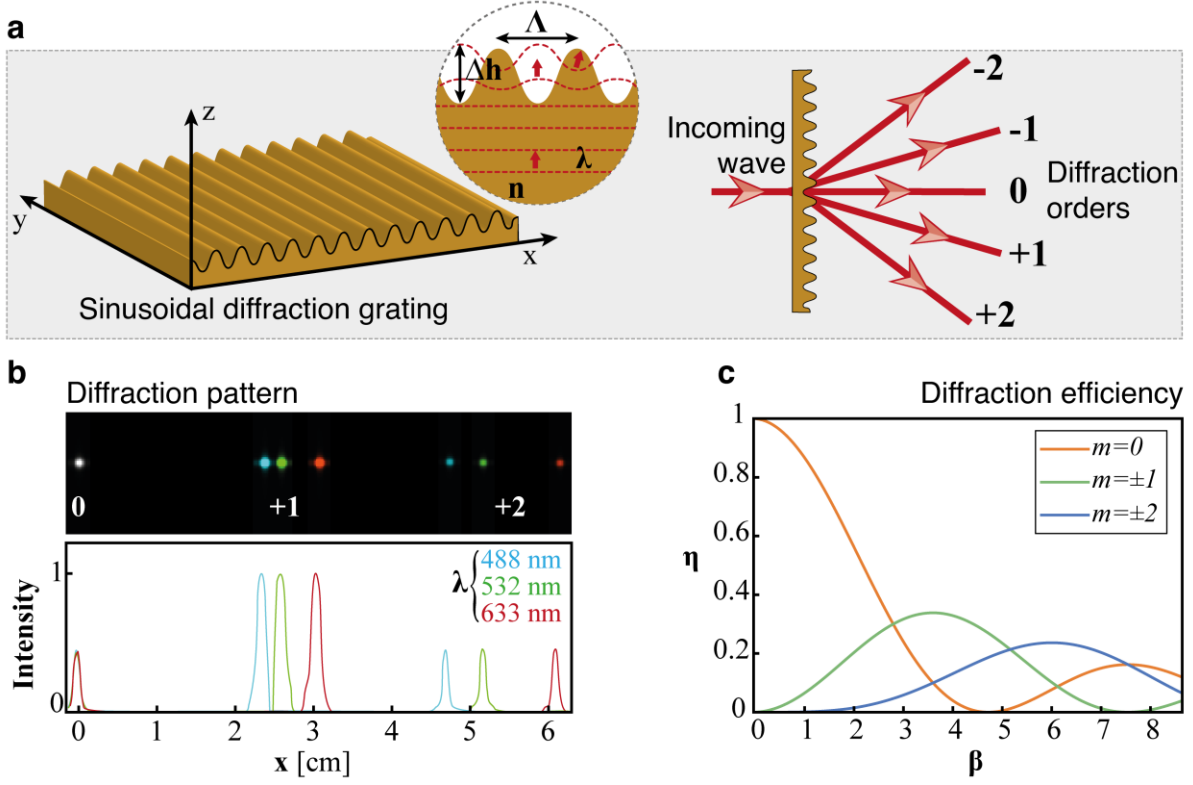 a
Λ
Δh
λ
n
z
y
x
Sinusoidal diffraction grating
Incoming
wave
-2
-1
0
+1
+2
Diffraction
orders
b
Diffraction pattern
0
+1
+2
Intensity
1
0
λ
488 nm
532 nm
633 nm
0 1 2 3 4 5 6
x [cm]
c
Diffraction efficiency
η
1
0.8
0.6
0.4
0.2
0
m=0
m=±1
m=±2
0 1 2 3 4 5 6 7 8
β